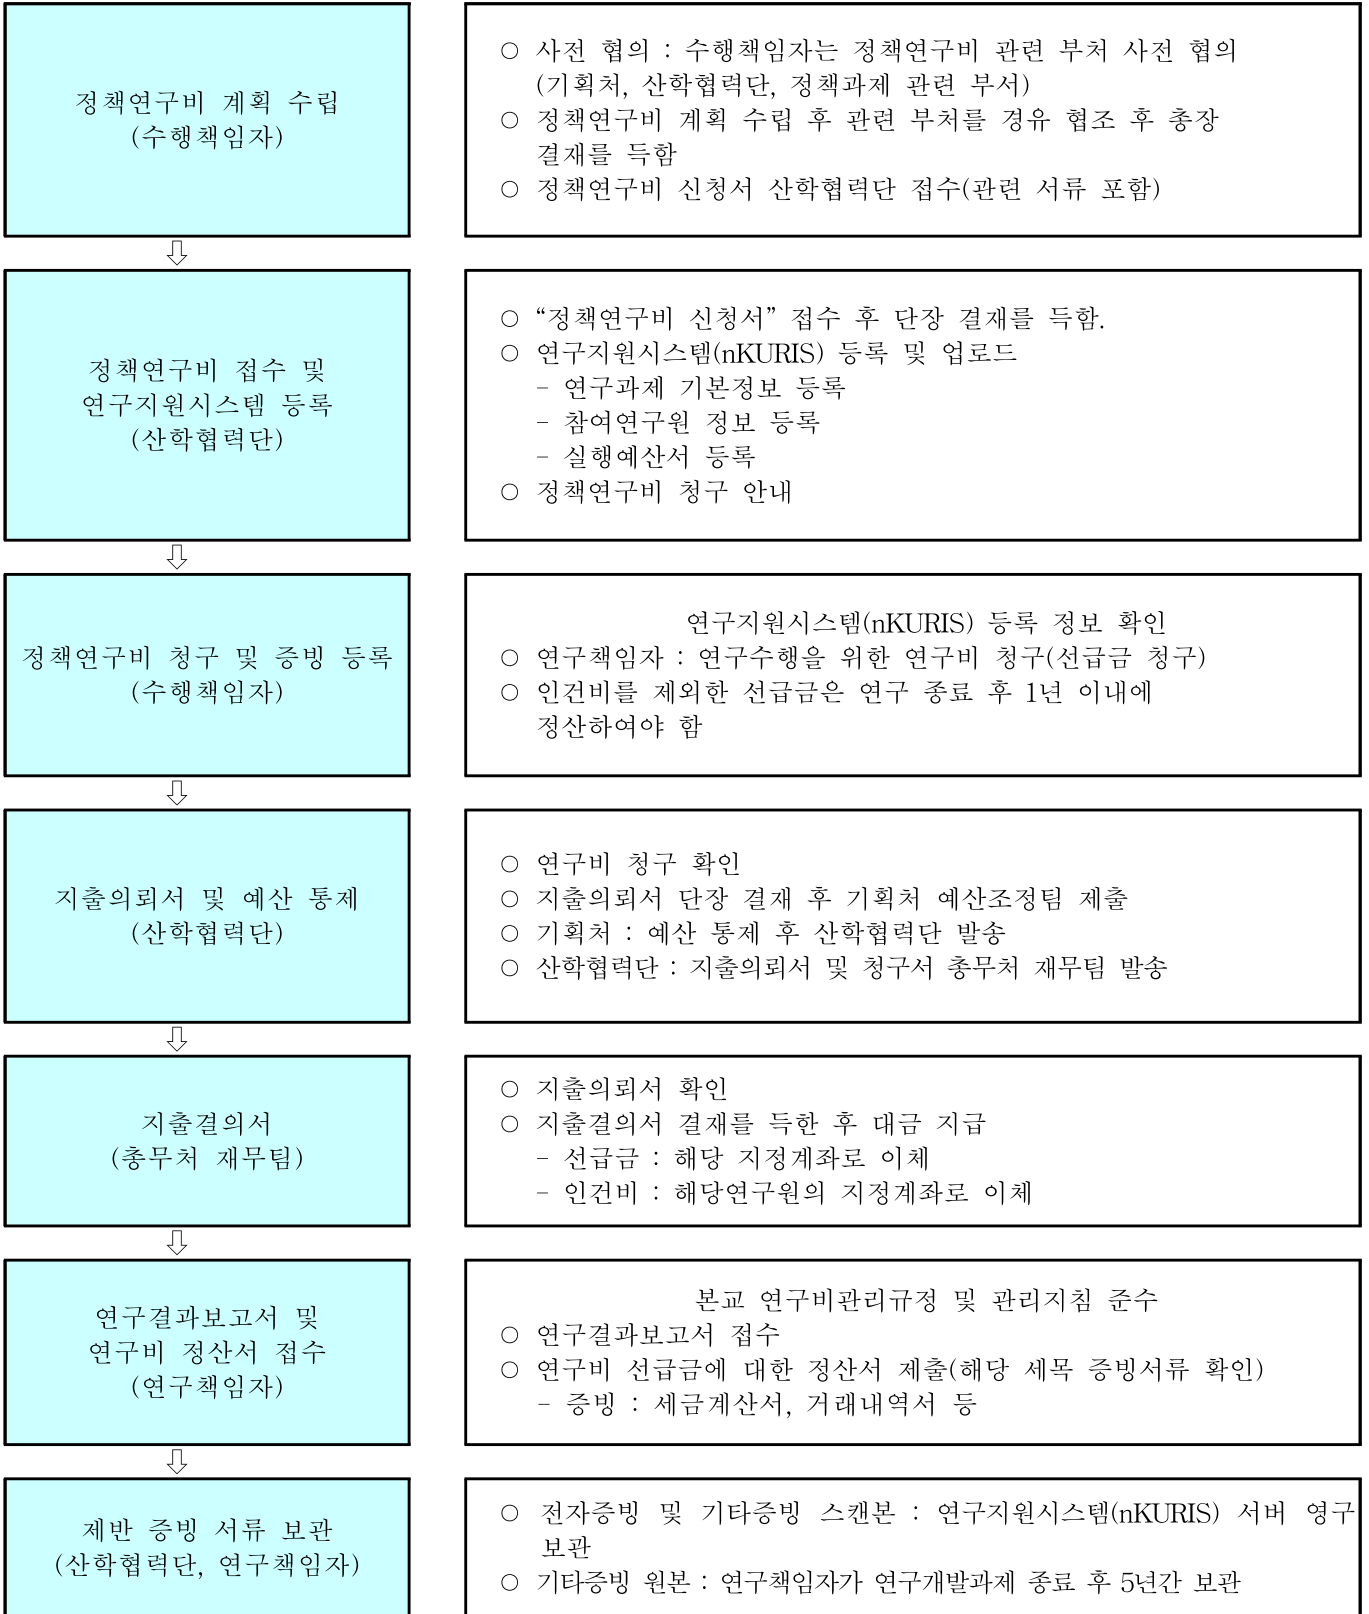 정책연구비 계획 수립
(수행책임자)
○ 사전 협의 : 수행책임자는 정책연구비 관련 부처 사전 협의
(기획처, 산학협력단, 정책과제 관련 부서)
○ 정책연구비 계획 수립 후 관련 부처를 경유 협조 후 총장
결재를 득함
○ 정책연구비 신청서 산학협력단 접수(관련 서류 포함)
⇩
정책연구비 접수 및
연구지원시스템 등록
(산학협력단)
○ “정책연구비 신청서” 접수 후 단장 결재를 득함.
○ 연구지원시스템(nKURIS) 등록 및 업로드
- 연구과제 기본정보 등록
- 참여연구원 정보 등록
- 실행예산서 등록
○ 정책연구비 청구 안내
⇩
정책연구비 청구 및 증빙 등록
(수행책임자)
연구지원시스템(nKURIS) 등록 정보 확인
○ 연구책임자 : 연구수행을 위한 연구비 청구(선급금 청구)
○ 인건비를 제외한 선급금은 연구 종료 후 1년 이내에
정산하여야 함
⇩
지출의뢰서 및 예산 통제
(산학협력단)
○ 연구비 청구 확인
○ 지출의뢰서 단장 결재 후 기획처 예산조정팀 제출
○ 기획처 : 예산 통제 후 산학협력단 발송
○ 산학협력단 : 지출의뢰서 및 청구서 총무처 재무팀 발송
⇩
지출결의서
(총무처 재무팀)
○ 지출의뢰서 확인
○ 지출결의서 결재를 득한 후 대금 지급
- 선급금 : 해당 지정계좌로 이체
- 인건비 : 해당연구원의 지정계좌로 이체
⇩
연구결과보고서 및
연구비 정산서 접수
(연구책임자)
본교 연구비관리규정 및 관리지침 준수
○ 연구결과보고서 접수
○ 연구비 선급금에 대한 정산서 제출(해당 세목 증빙서류 확인)
- 증빙 : 세금계산서, 거래내역서 등
⇩
제반 증빙 서류 보관
(산학협력단, 연구책임자)
○ 전자증빙 및 기타증빙 스캔본 : 연구지원시스템(nKURIS) 서버 영구
보관
○ 기타증빙 원본 : 연구책임자가 연구개발과제 종료 후 5년간 보관